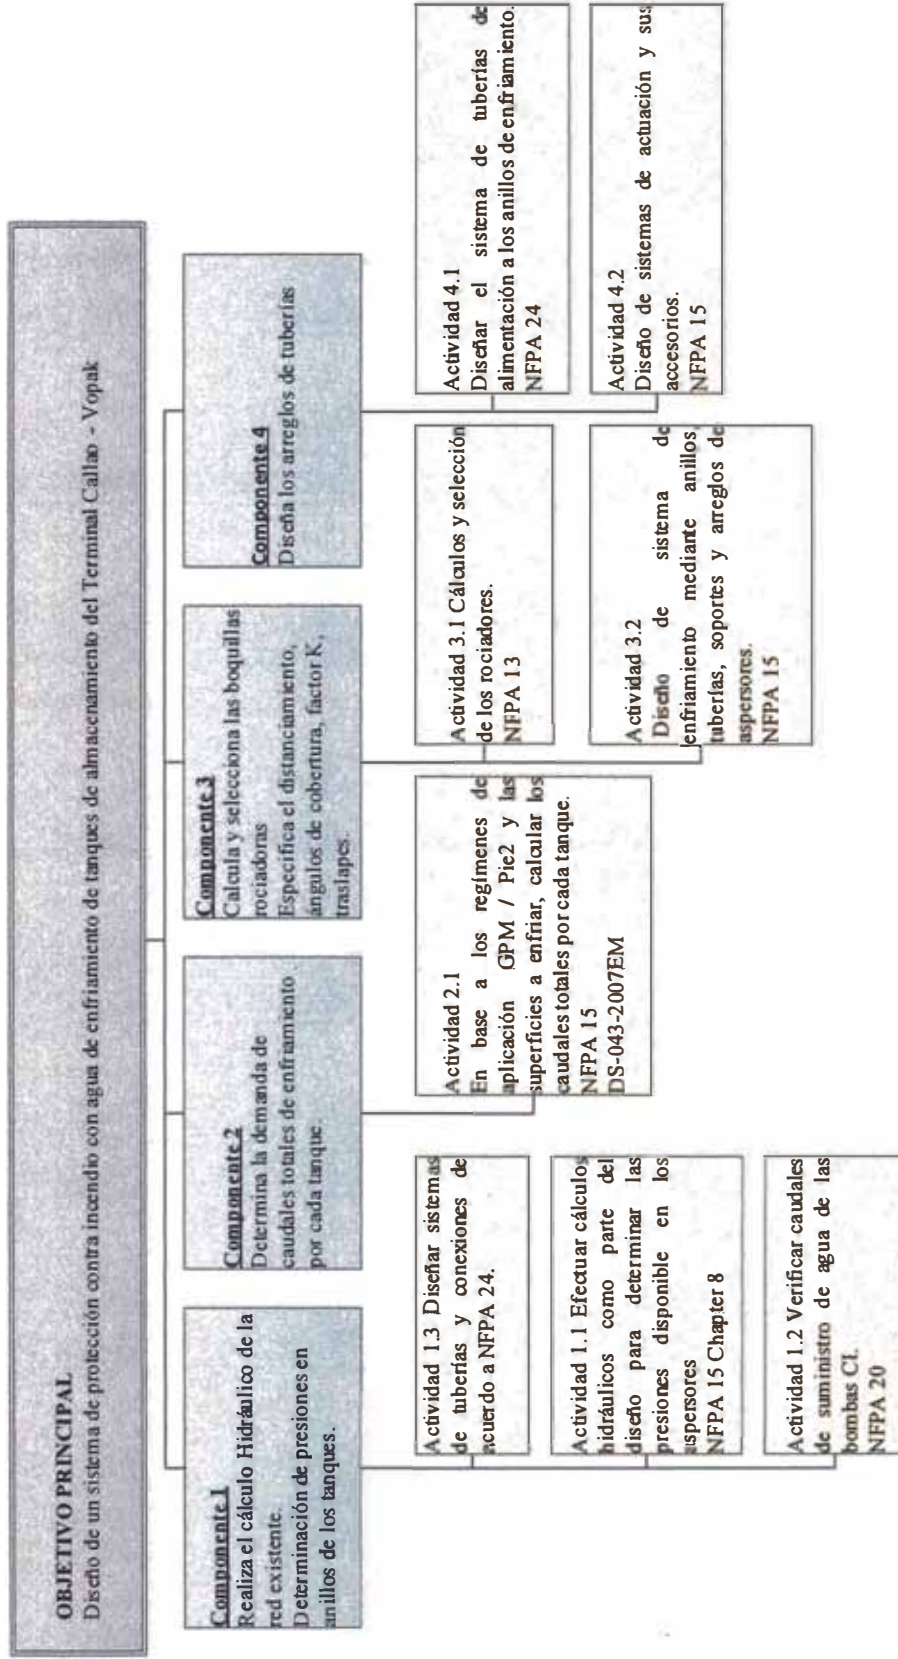 OBJETIVO PRINCIPAL
Diseño de un sistema de protección contra incendio con agua de enfriamiento de tanques de almacenamiento del Terminal Callao - Vopak
Componente 1
Realiza el cálculo Hidráulico de la
red existente.
Determinación de presiones en
anillos de los tanques.
Actividad 1.3 Diseñar sistemas
de tuberías y conexiones de
acuerdo a NFPA 24.
Actividad 1.1 Efectuar cálculos
hidráulicos como parte del
diseño para determinar las
presiones disponible en los
aspersores
NFPA 15 Chapter 8
Actividad 1.2 Verificar caudales
de suministro de agua de las
bombas CI.
NFPA 20
Componente 2
Determina la demanda de
caudales totales de enfriamiento
por cada tanque.
Actividad 2.1
En base a los regímenes de
aplicación GPM / Pie2 y las
superficies a enfriar, calcular los
caudales totales por cada tanque.
NFPA 15
DS-043-2007EM
Componente 3
Calcula y selecciona las boquillas
rociadoras
Especifica el distanciamiento,
ángulos de cobertura, factor K,
traslapes.
Actividad 3.1 Cálculos y selección
de los rociadores.
NFPA 13
Actividad 3.2
Diseño de sistema de
enfriamiento mediante anillos,
tuberías, soportes y arreglos de
aspersores.
NFPA 15
Componente 4
Diseña los arreglos de tuberías
Actividad 4.1
Diseñar el sistema de tuberías de
alimentación a los anillos de enfriamiento.
NFPA 24
Actividad 4.2
Diseño de sistemas de actuación y sus
accesorios.
NFPA 15